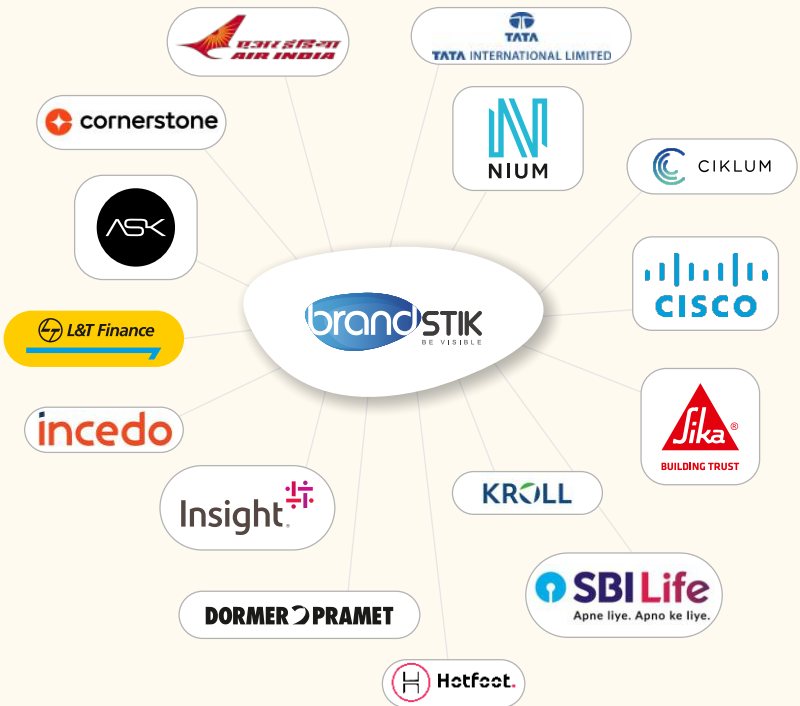 एअर इंडिया
AIR INDIA
TATA
TATA INTERNATIONAL LIMITED
cornerstone
NIUM
CIKLUM
ASK
CISCO
brandSTIK
BE VISIBLE
L&T Finance
Sika®
BUILDING TRUST
incedo
Insight.
KROLL
SBI Life
Apne liye. Apno ke liye.
DORMER PRAMET
Hotfoot.